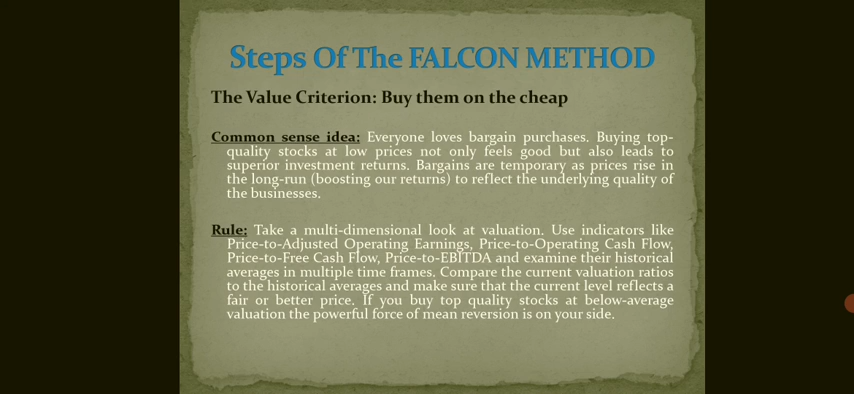 Steps Of The FALCON METHOD
The Value Criterion: Buy them on the cheap
Common sense idea: Everyone loves bargain purchases. Buying top-
quality stocks at low prices not only feels good but also leads to
superior investment returns. Bargains are temporary as prices rise in
the long-run (boosting our returns) to reflect the underlying quality of
the businesses.
Rule: Take a multi-dimensional look at valuation. Use indicators like
Price-to-Adjusted Operating Earnings, Price-to-Operating Cash Flow,
Price-to-Free Cash Flow, Price-to-EBITDA and examine their historical
averages in multiple time frames. Compare the current valuation ratios
to the historical averages and make sure that the current level reflects a
fair or better price. If you buy top quality stocks at below-average
valuation the powerful force of mean reversion is on your side.